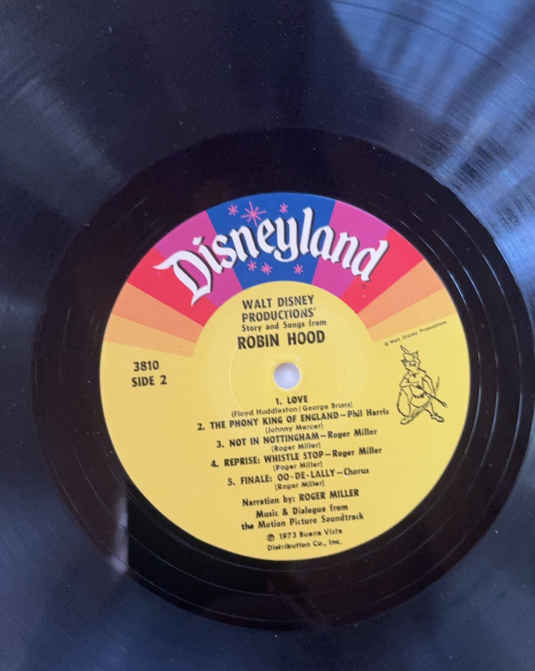 Disneyland
WALT DISNEY
PRODUCTIONS'
Story and Songs from
ROBIN HOOD
© Walt Disney Productions
3810
SIDE 2
1. LOVE
(Floyd Huddleston/George Bruns)
2. THE PHONY KING OF ENGLAND—Phil Harris
(Johnny Mercer)
3. NOT IN NOTTINGHAM—Roger Miller
(Roger Miller)
4. REPRISE: WHISTLE STOP—Roger Miller
(Roger Miller)
5. FINALE: OO-DE-LALLY—Chorus
(Roger Miller)
Narration by: ROGER MILLER
Music & Dialogue from
the Motion Picture Soundtrack
℗ 1973 Buena Vista
Distribution Co., Inc.